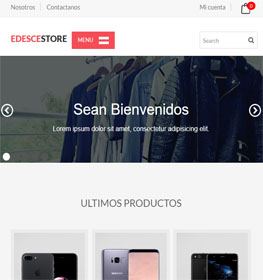 Nosotros Contactanos Mi cuenta 0
EDESCESTORE MENU Search
Sean Bienvenidos
Lorem ipsum dolor sit amet, consectetur adipiscing elit.
ULTIMOS PRODUCTOS